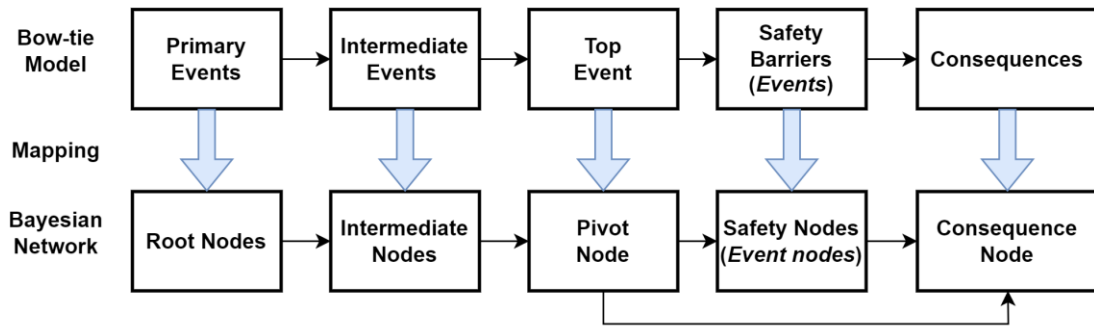 Bow-tie
Model
Primary
Events
Intermediate
Events
Top
Event
Safety
Barriers
(Events)
Consequences
Mapping
Bayesian
Network
Root Nodes
Intermediate
Nodes
Pivot
Node
Safety Nodes
(Event nodes)
Consequence
Node